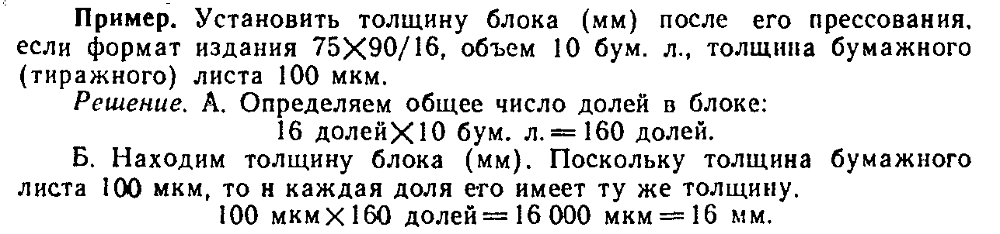 Пример. Установить толщину блока (мм) после его прессования,
если формат издания 75×90/16, объем 10 бум. л., толщина бумажного
(тиражного) листа 100 мкм.
Решение. А. Определяем общее число долей в блоке:
16 долей×10 бум. л.=160 долей.
Б. Находим толщину блока (мм). Поскольку толщина бумажного
листа 100 мкм, то и каждая доля его имеет ту же толщину.
100 мкм×160 долей=16 000 мкм=16 мм.